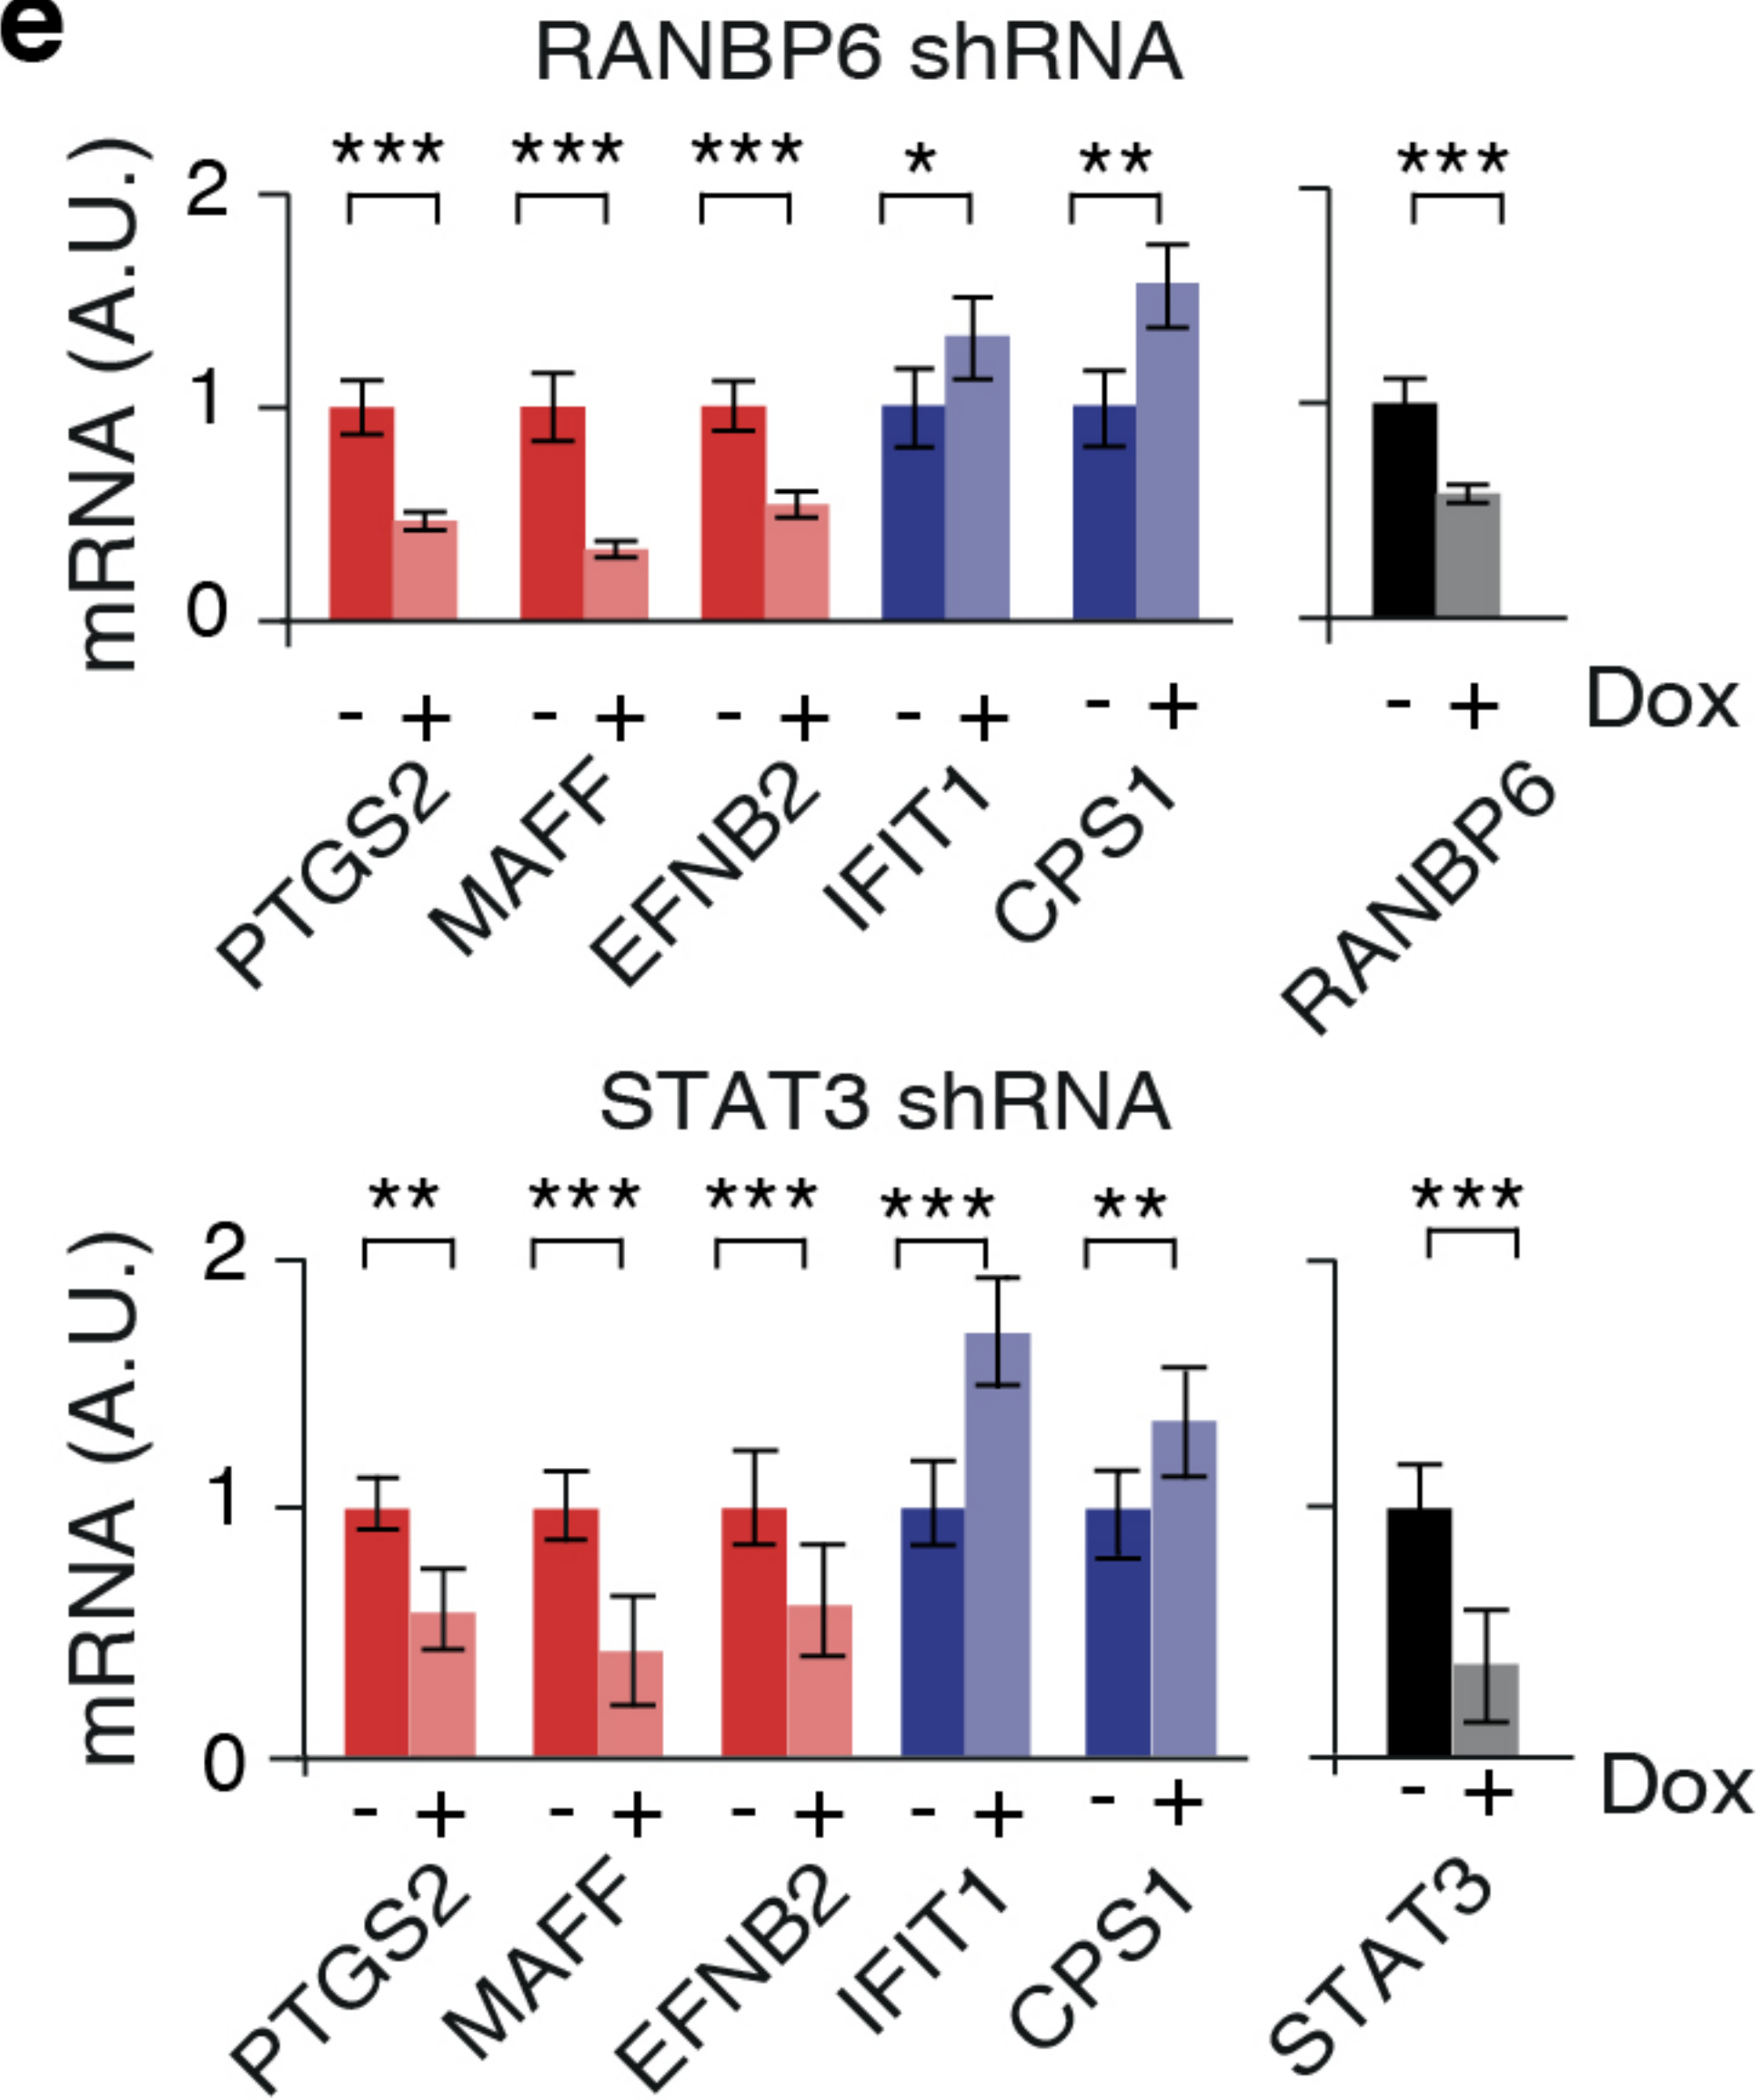 e
RANBP6 shRNA
*** *** *** * ** ***
mRNA (A.U.)
2
1
0
- + - + - + - + - + - + Dox
PTGS2 MAFF EFNB2 IFIT1 CPS1 RANBP6
STAT3 shRNA
** *** *** *** ** ***
mRNA (A.U.)
2
1
0
- + - + - + - + - + - + Dox
PTGS2 MAFF EFNB2 IFIT1 CPS1 STAT3